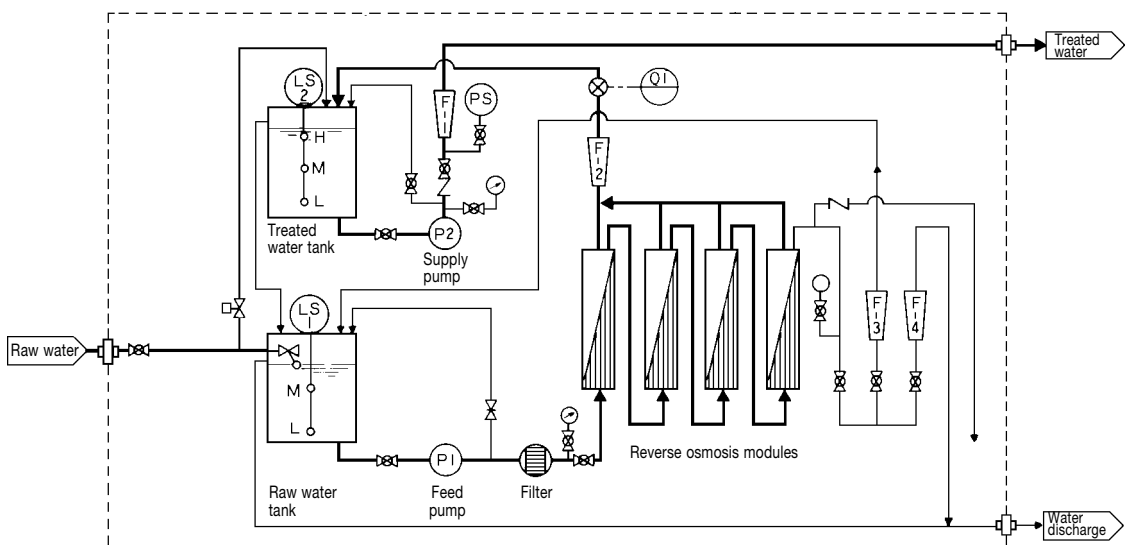 Treated
water
LS
2
H
M
L
Treated
water tank
F
1
PS
P2
Supply
pump
QI
F
2
F
3
F
4
Raw water
LS
1
M
L
Raw water
tank
P1
Feed
pump
Filter
Reverse osmosis modules
Water
discharge